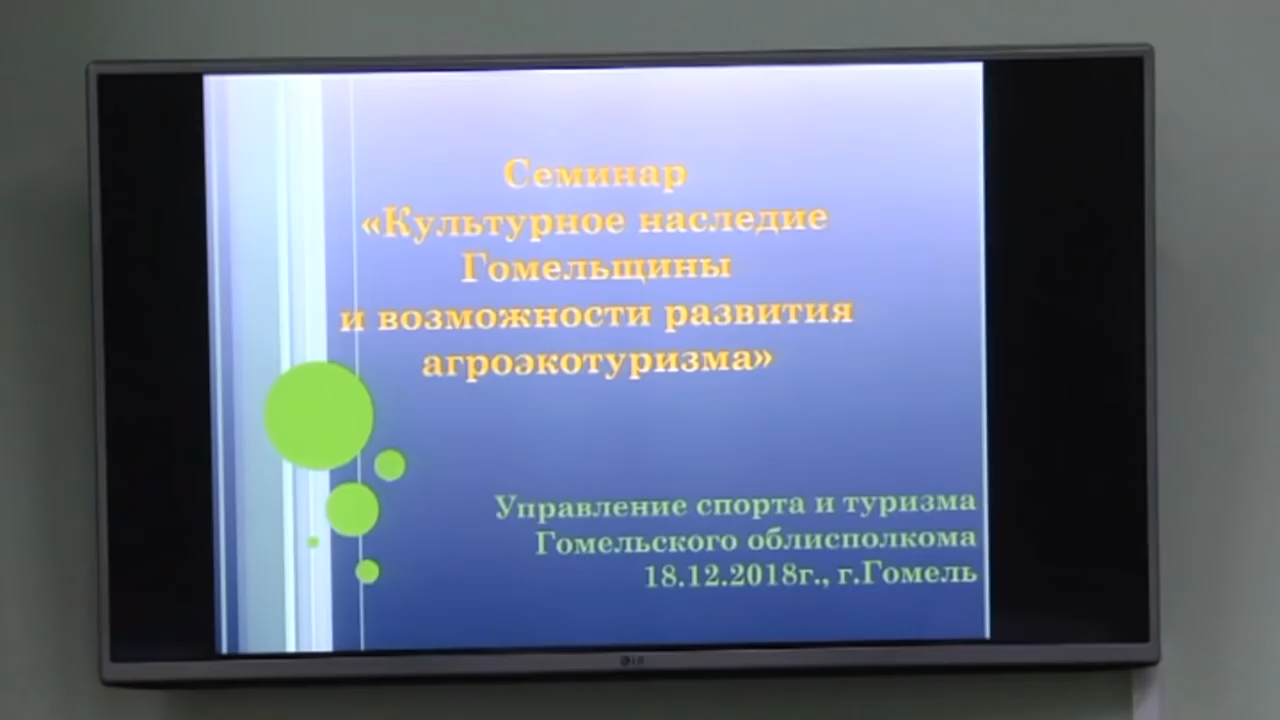 Семинар
«Культурное наследие
Гомельщины
и возможности развития
агроэкотуризма»
Управление спорта и туризма
Гомельского облисполкома
18.12.2018г., г.Гомель
LG